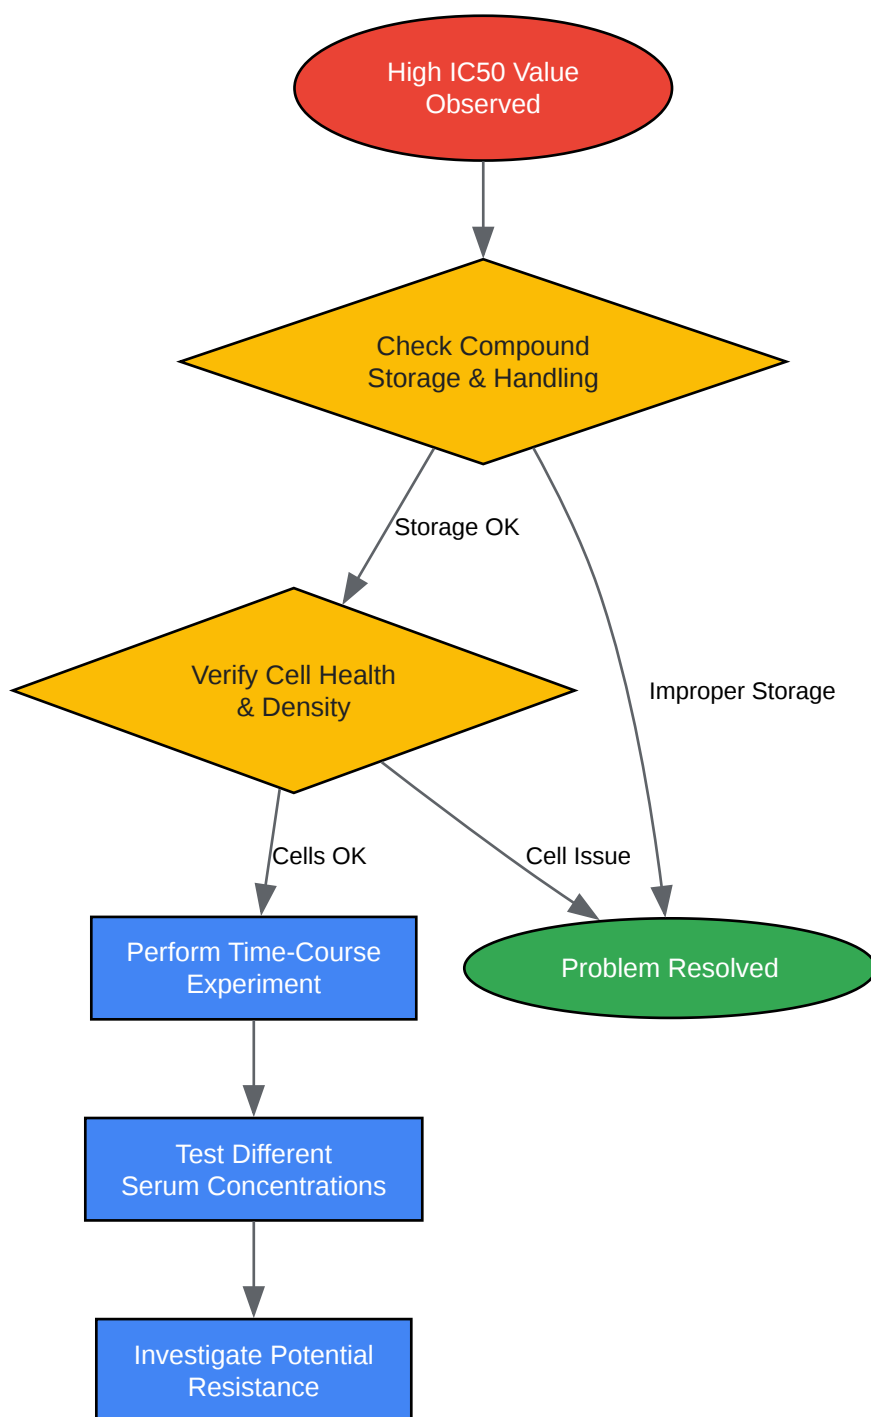 High IC50 Value
Observed
Check Compound
Storage & Handling
Storage OK
Verify Cell Health
& Density
Improper Storage
Cells OK
Cell Issue
Perform Time-Course
Experiment
Problem Resolved
Test Different
Serum Concentrations
Investigate Potential
Resistance